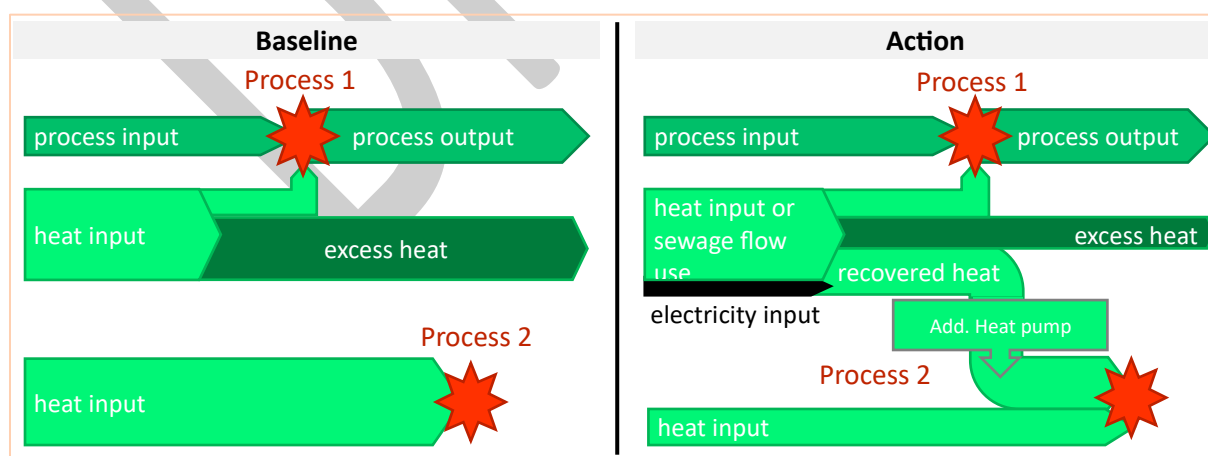 Baseline
Process 1
process input
process output
heat input
excess heat
Process 2
heat input
Action
Process 1
process input
process output
heat input or
sewage flow
use
excess heat
recovered heat
electricity input
Add. Heat pump
Process 2
heat input